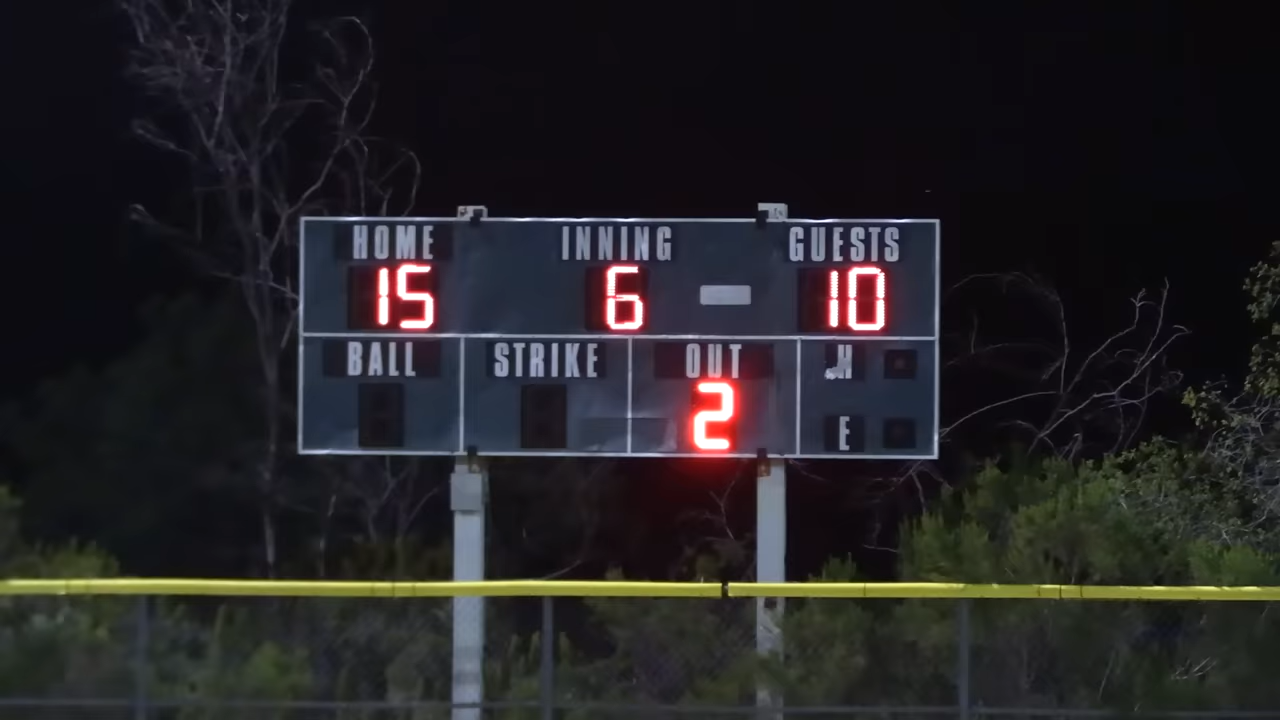 HOME INNING GUESTS
15 6 10
BALL STRIKE OUT H
2
E